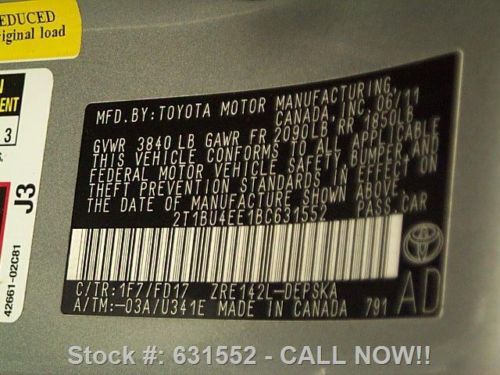 EDUCED
iginal load
ENT
3
J3
42661-02C81
MFD.BY:TOYOTA MOTOR MANUFACTURING,
CANADA, INC. 06/11
GVWR 3840 LB GAWR FR 2090LB RR 1850LB
THIS VEHICLE CONFORMS TO ALL APPLICABLE
FEDERAL MOTOR VEHICLE SAFETY, BUMPER, AND
THEFT PREVENTION STANDARDS IN EFFECT ON
THE DATE OF MANUFACTURE SHOWN ABOVE.
2T1BU4EE1BC631552 PASS.CAR
C/TR:1F7/FD17 ZRE142L-DEPSKA
A/TM:-03A/U341E MADE IN CANADA 791
AD
Stock #: 631552 - CALL NOW!!